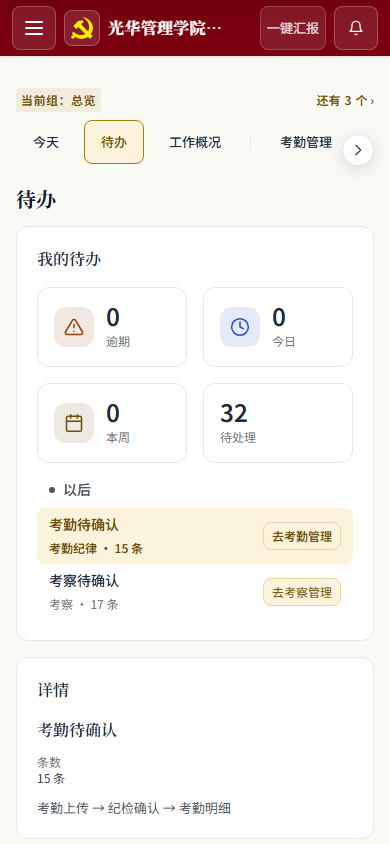 光华管理学院…
一键汇报
当前组：总览
还有 3 个 ›
今天
待办
工作概况
考勤管理
待办
我的待办
0
逾期
0
今日
0
本周
32
待处理
以后
考勤待确认
考勤纪律 • 15 条
去考勤管理
考察待确认
考察 • 17 条
去考察管理
详情
考勤待确认
条数
15 条
考勤上传 → 纪检确认 → 考勤明细